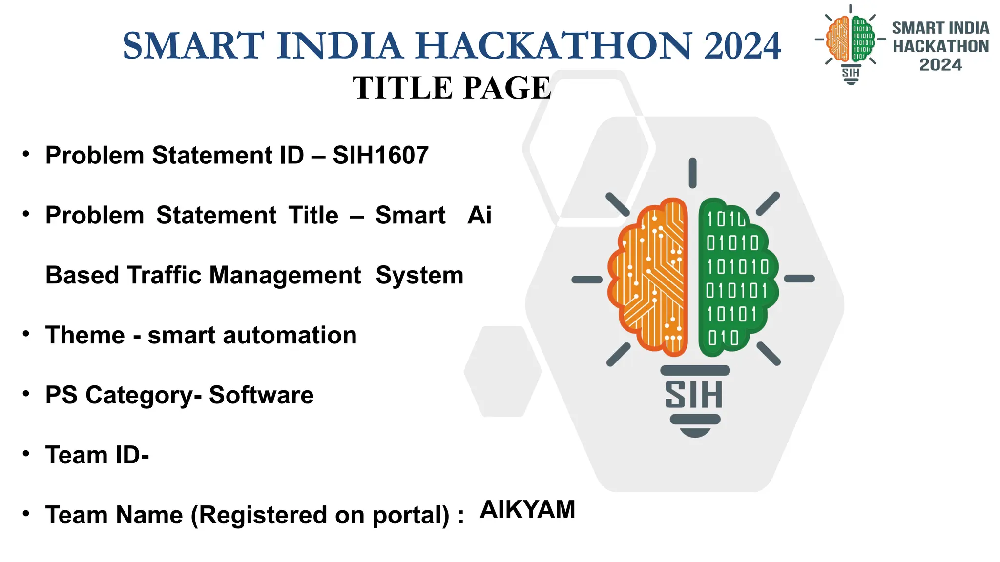 SMART INDIA HACKATHON 2024
SMART INDIA
HACKATHON
2024
SIH
TITLE PAGE
• Problem Statement ID – SIH1607
• Problem Statement Title – Smart Ai
Based Traffic Management System
• Theme - smart automation
• PS Category- Software
• Team ID-
• Team Name (Registered on portal) : AIKYAM
1010
01010
101010
010101
10101
010
SIH